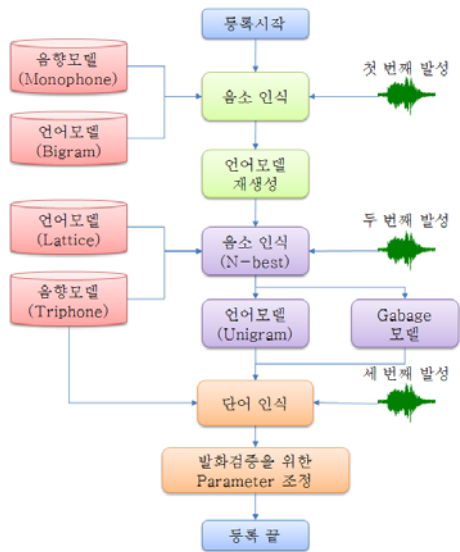 등록시작
음향모델
(Monophone)
첫 번째 발성
음소 인식
언어모델
(Bigram)
언어모델
재생성
언어모델
(Lattice)
두 번째 발성
음소 인식
(N-best)
음향모델
(Triphone)
언어모델
(Unigram)
Gabage
모델
세 번째 발성
단어 인식
발화검증을 위한
Parameter 조정
등록 끝